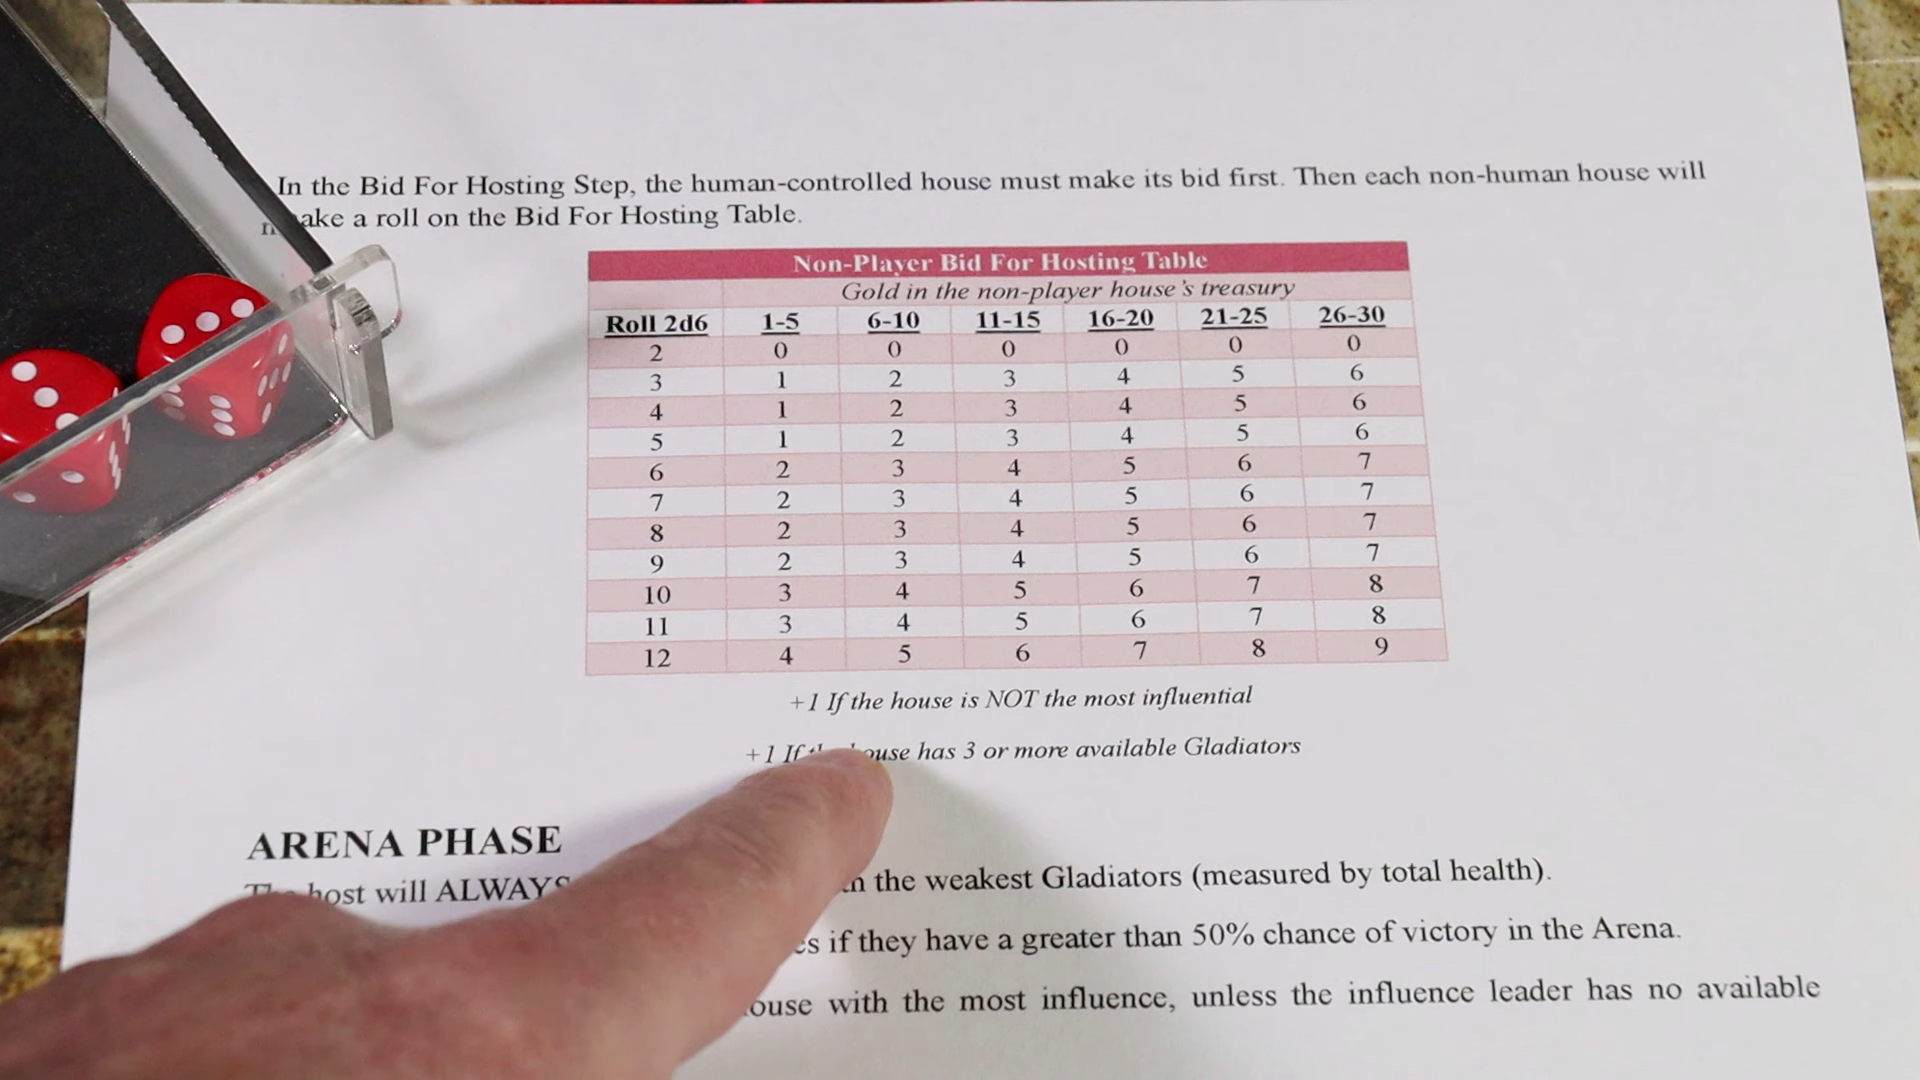 In the Bid For Hosting Step, the human-controlled house must make its bid first. Then each non-human house will
ake a roll on the Bid For Hosting Table.
Non-Player Bid For Hosting Table
Gold in the non-player house's treasury
Roll 2d6 1-5 6-10 11-15 16-20 21-25 26-30
2 0 0 0 0 0 0
3 1 2 3 4 5 6
4 1 2 3 4 5 6
5 1 2 3 4 5 6
6 2 3 4 5 6 7
7 2 3 4 5 6 7
8 2 3 4 5 6 7
9 2 3 4 5 6 7
10 3 4 5 6 7 8
11 3 4 5 6 7 8
12 4 5 6 7 8 9
+1 If the house is NOT the most influential
+1 If house has 3 or more available Gladiators
ARENA PHASE
The host will ALWAYS the weakest Gladiators (measured by total health).
if they have a greater than 50% chance of victory in the Arena.
ouse with the most influence, unless the influence leader has no available